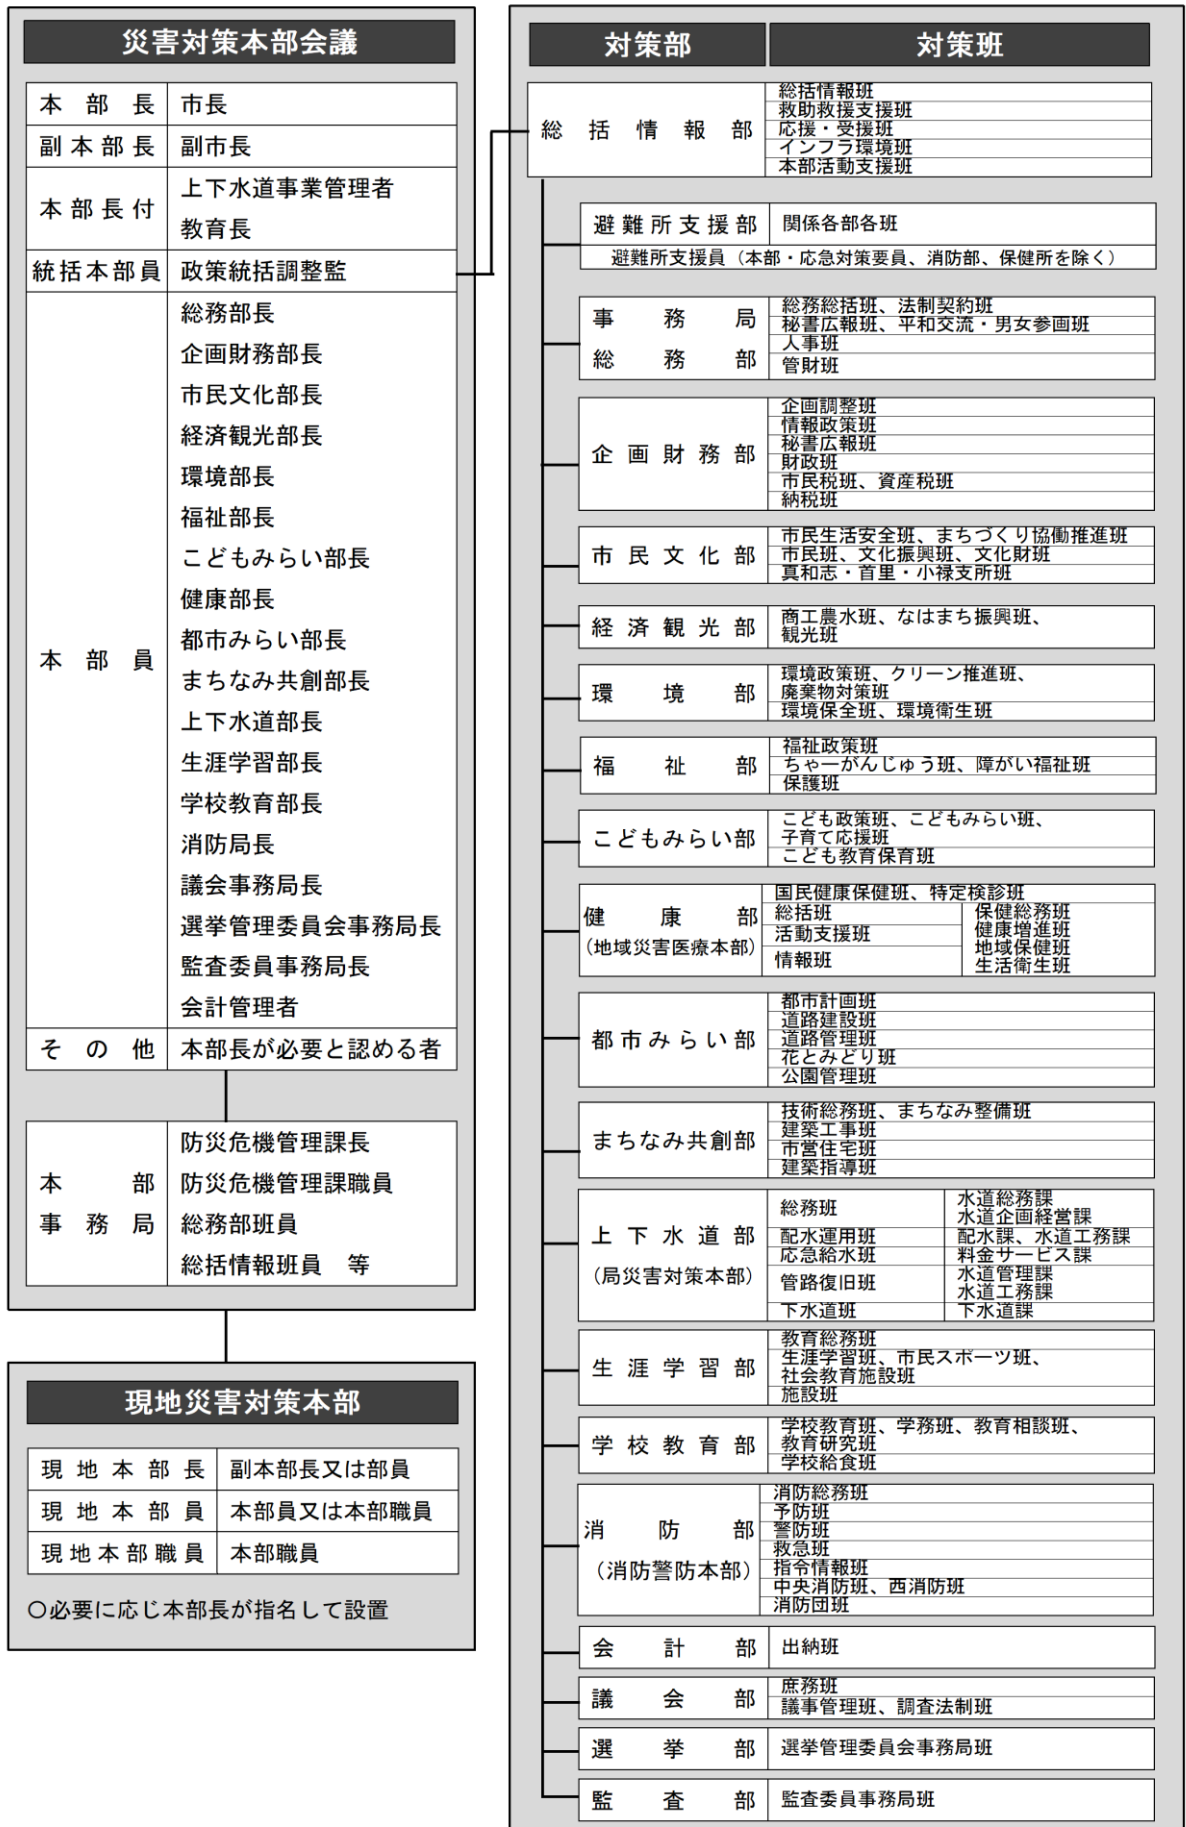 災害対策本部会議
本部長 市長
副本部長 副市長
本部長付 上下水道事業管理者
教育長
統括本部員 政策統括調整監
本部員 総務部長
企画財務部長
市民文化部長
経済観光部長
環境部長
福祉部長
こどもみらい部長
健康部長
都市みらい部長
まちなみ共創部長
上下水道部長
生涯学習部長
学校教育部長
消防局長
議会事務局長
選挙管理委員会事務局長
監査委員事務局長
会計管理者
その他 本部長が必要と認める者
本部事務局 防災危機管理課長
防災危機管理課職員
総務部班員
総括情報班員 等
現地災害対策本部
現地本部長 副本部長又は部員
現地本部員 本部員又は本部職員
現地本部職員 本部職員
○必要に応じ本部長が指名して設置
対策部 対策班
総括情報部 総括情報班
救助救援支援班
応援・受援班
インフラ環境班
本部活動支援班
避難所支援部 関係各部各班
避難所支援員（本部・応急対策要員、消防部、保健所を除く）
事務局 総務総括班、法制契約班
秘書広報班、平和交流・男女参画班
人事班
総務部 管財班
企画財務部 企画調整班
情報政策班
秘書広報班
財政班
市民税班、資産税班
納税班
市民文化部 市民生活安全班、まちづくり協働推進班
市民班、文化振興班、文化財班
真和志・首里・小禄支所班
経済観光部 商工農水班、なはまち振興班、
観光班
環境部 環境政策班、クリーン推進班、
廃棄物対策班
環境保全班、環境衛生班
福祉部 福祉政策班
ちゃーがんじゅう班、障がい福祉班
保護班
こどもみらい部 こども政策班、こどもみらい班、
子育て応援班
こども教育保育班
健康部
（地域災害医療本部）
国民健康保健班、特定検診班
総括班
活動支援班
情報班
保健総務班
健康増進班
地域保健班
生活衛生班
都市みらい部 都市計画班
道路建設班
道路管理班
花とみどり班
公園管理班
まちなみ共創部 技術総務班、まちなみ整備班
建築工事班
市営住宅班
建築指導班
上下水道部
（局災害対策本部）
総務班 水道総務課
水道企画経営課
配水運用班 配水課、水道工務課
応急給水班 料金サービス課
管路復旧班 水道管理課
水道工務課
下水道班 下水道課
生涯学習部 教育総務班
生涯学習班、市民スポーツ班、
社会教育施設班
施設班
学校教育部 学校教育班、学務班、教育相談班、
教育研究班
学校給食班
消防部
（消防警防本部）
消防総務班
予防班
警防班
救急班
指令情報班
中央消防班、西消防班
消防団班
会計部 出納班
議会部 庶務班
議事管理班、調査法制班
選挙部 選挙管理委員会事務局班
監査部 監査委員事務局班